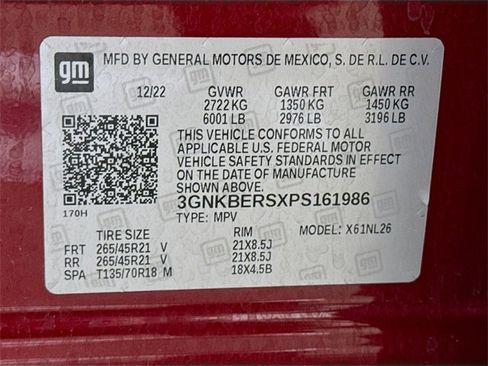 gm MFD BY GENERAL MOTORS DE MEXICO, S. DE R.L. DE C.V.
12/22 GVWR GAWR FRT GAWR RR
2722 KG 1350 KG 1450 KG
6001 LB 2976 LB 3196 LB
THIS VEHICLE CONFORMS TO ALL
APPLICABLE U.S. FEDERAL MOTOR
VEHICLE SAFETY STANDARDS IN EFFECT
ON THE DATE OF MANUFACTURE
SHOWN ABOVE.
3GNKBERSXPS161986
170H
TYPE: MPV MODEL: X61NL26
TIRE SIZE RIM
FRT 265/45R21 V 21X8.5J
RR 265/45R21 V 21X8.5J
SPA T135/70R18 M 18X4.5B